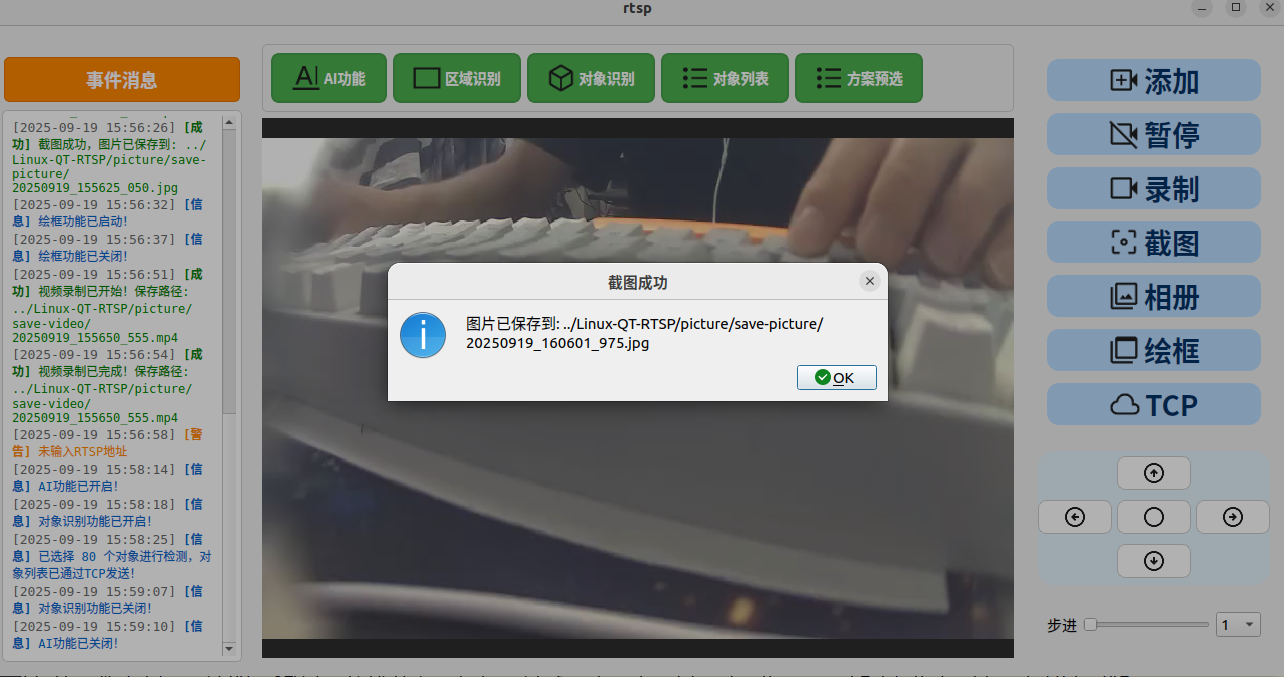 rtsp
事件消息
[2025-09-19 15:56:26] [成
功] 截图成功，图片已保存到: ../
Linux-QT-RTSP/picture/save-
picture/
20250919_155625_050.jpg
[2025-09-19 15:56:32] [信
息] 绘框功能已启动!
[2025-09-19 15:56:37] [信
息] 绘框功能已关闭!
[2025-09-19 15:56:51] [成
功] 视频录制已开始! 保存路径:
../Linux-QT-RTSP/picture/
save-video/
20250919_155650_555.mp4
[2025-09-19 15:56:54] [成
功] 视频录制已完成! 保存路径:
../Linux-QT-RTSP/picture/
save-video/
20250919_155650_555.mp4
[2025-09-19 15:56:58] [警
告] 未输入RTSP地址
[2025-09-19 15:58:14] [信
息] AI功能已开启!
[2025-09-19 15:58:18] [信
息] 对象识别功能已开启!
[2025-09-19 15:58:25] [信
息] 已选择 80 个对象进行检测，对
象列表已通过TCP发送!
[2025-09-19 15:59:07] [信
息] 对象识别功能已关闭!
[2025-09-19 15:59:10] [信
息] AI功能已关闭!
AI AI功能 区域识别 对象识别 对象列表 方案预选
截图成功
图片已保存到: ../Linux-QT-RTSP/picture/save-picture/
20250919_160601_975.jpg
OK
添加
暂停
录制
截图
相册
绘框
TCP
步进 1